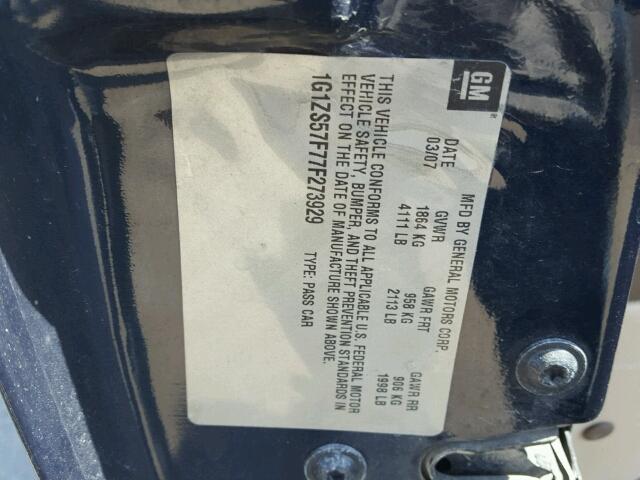 GM
®
MFD BY GENERAL MOTORS CORP.
DATE GVWR GAWR FRT GAWR RR
03/07 1864 KG 958 KG 906 KG
4111 LB 2113 LB 1998 LB
THIS VEHICLE CONFORMS TO ALL APPLICABLE U.S. FEDERAL MOTOR
VEHICLE SAFETY, BUMPER, AND THEFT PREVENTION STANDARDS IN
EFFECT ON THE DATE OF MANUFACTURE SHOWN ABOVE.
1G1ZS57F77F273929 TYPE: PASS CAR